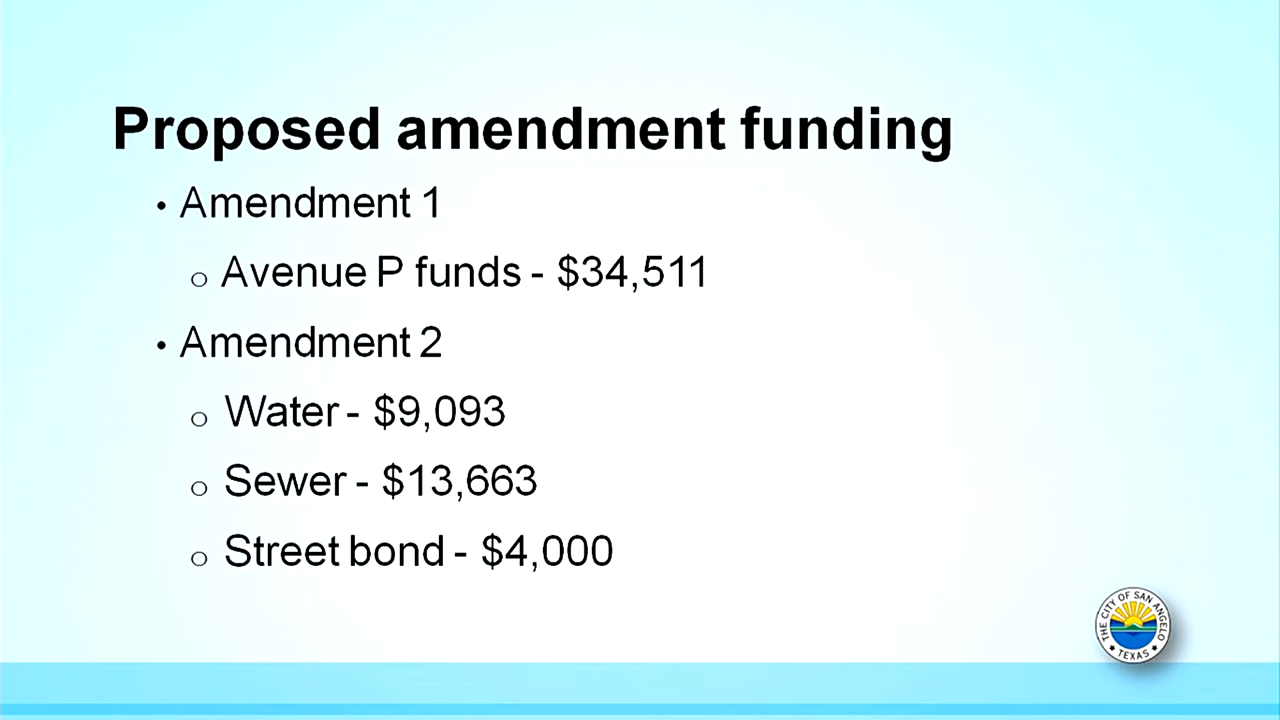 Proposed amendment funding
• Amendment 1
o Avenue P funds - $34,511
• Amendment 2
o Water - $9,093
o Sewer - $13,663
o Street bond - $4,000
THE CITY OF SAN ANGELO
TEXAS